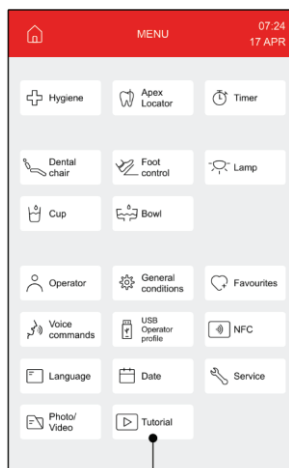 MENU
07:24
17 APR
Hygiene
Apex
Locator
Timer
Dental
chair
Foot
control
Lamp
Cup
Bowl
Operator
General
conditions
Favourites
Voice
commands
USB
Operator
profile
NFC
Language
Date
Service
Photo/
Video
Tutorial